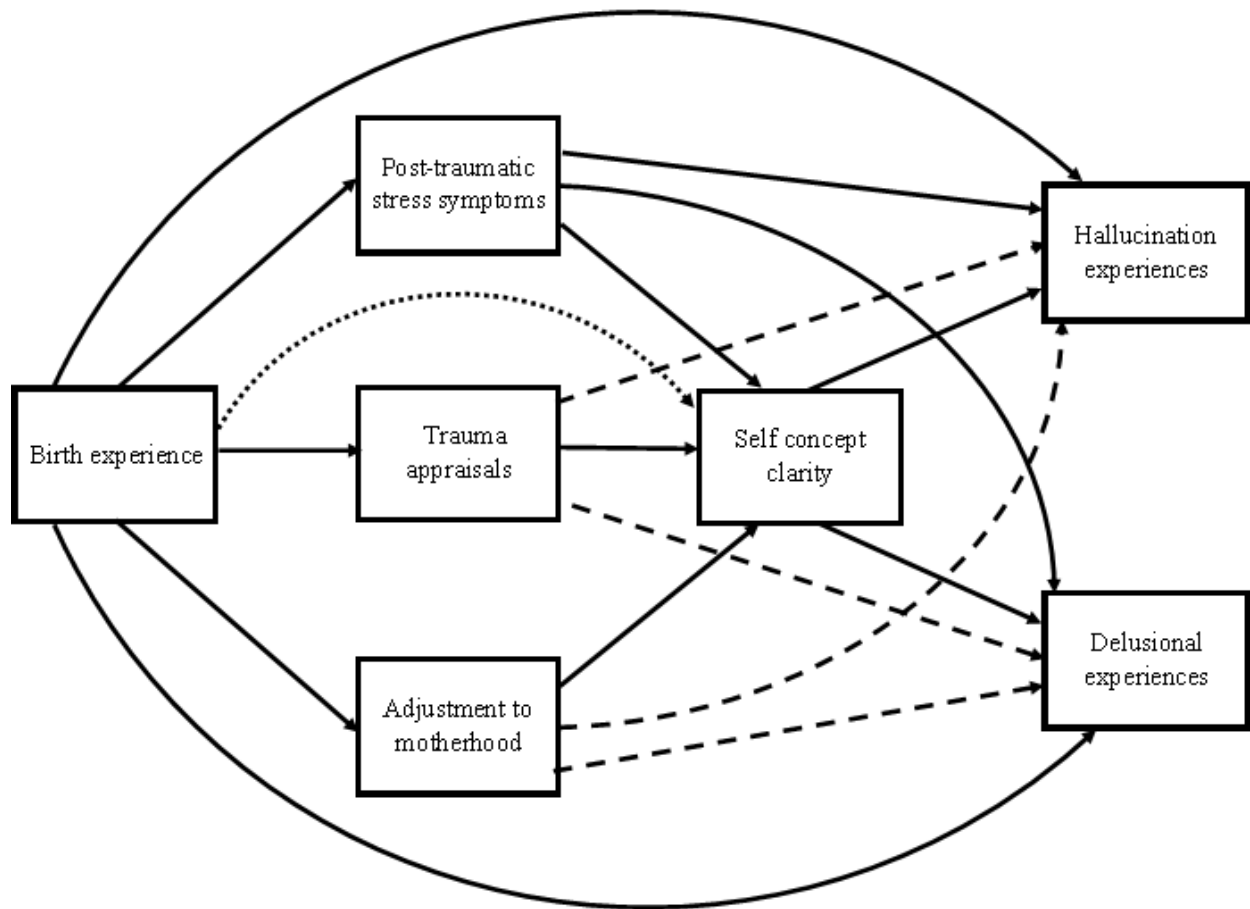 Post-traumatic
stress symptoms
Hallucination
experiences
Birth experience
Trauma
appraisals
Self concept
clarity
Adjustment to
motherhood
Delusional
experiences